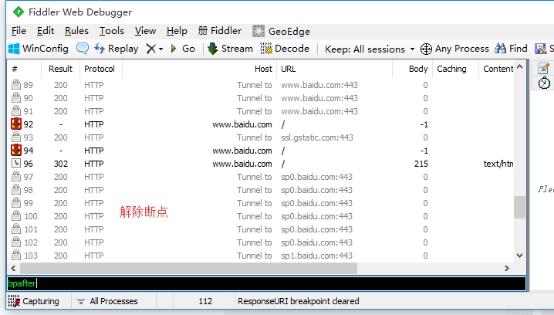 Fiddler Web Debugger
File Edit Rules Tools View Help Fiddler GeoEdge
WinConfig Replay Go Stream Decode Keep: All sessions Any Process Find S
# Result Protocol Host URL Body Caching Content
89 200 HTTP Tunnel to www.baidu.com:443 0
90 200 HTTP Tunnel to www.baidu.com:443 0
91 200 HTTP Tunnel to www.baidu.com:443 0
92 - HTTP www.baidu.com / -1
93 200 HTTP Tunnel to ssl.gstatic.com:443 0
94 - HTTP www.baidu.com / -1
96 302 HTTP www.baidu.com / 215 text/htm
97 200 HTTP Tunnel to sp0.baidu.com:443 0
98 200 HTTP Tunnel to sp0.baidu.com:443 0
99 200 HTTP Tunnel to sp0.baidu.com:443 0
100 200 HTTP Tunnel to sp0.baidu.com:443 0
101 200 HTTP Tunnel to sp0.baidu.com:443 0
102 200 HTTP Tunnel to sp0.baidu.com:443 0
103 200 HTTP Tunnel to sp1.baidu.com:443 0
解除断点
bpafter
Capturing All Processes 112 ResponseURI breakpoint cleared